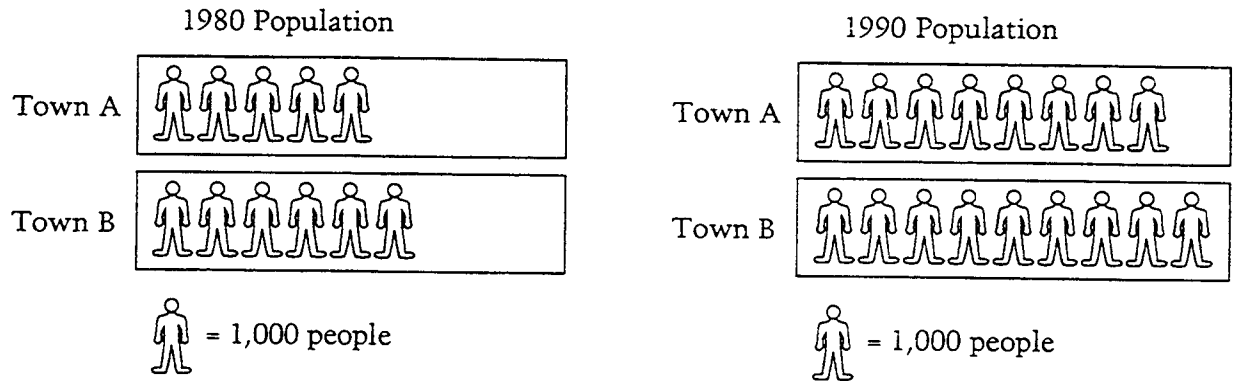 1980 Population
Town A
Town B
= 1,000 people
1990 Population
Town A
Town B
= 1,000 people